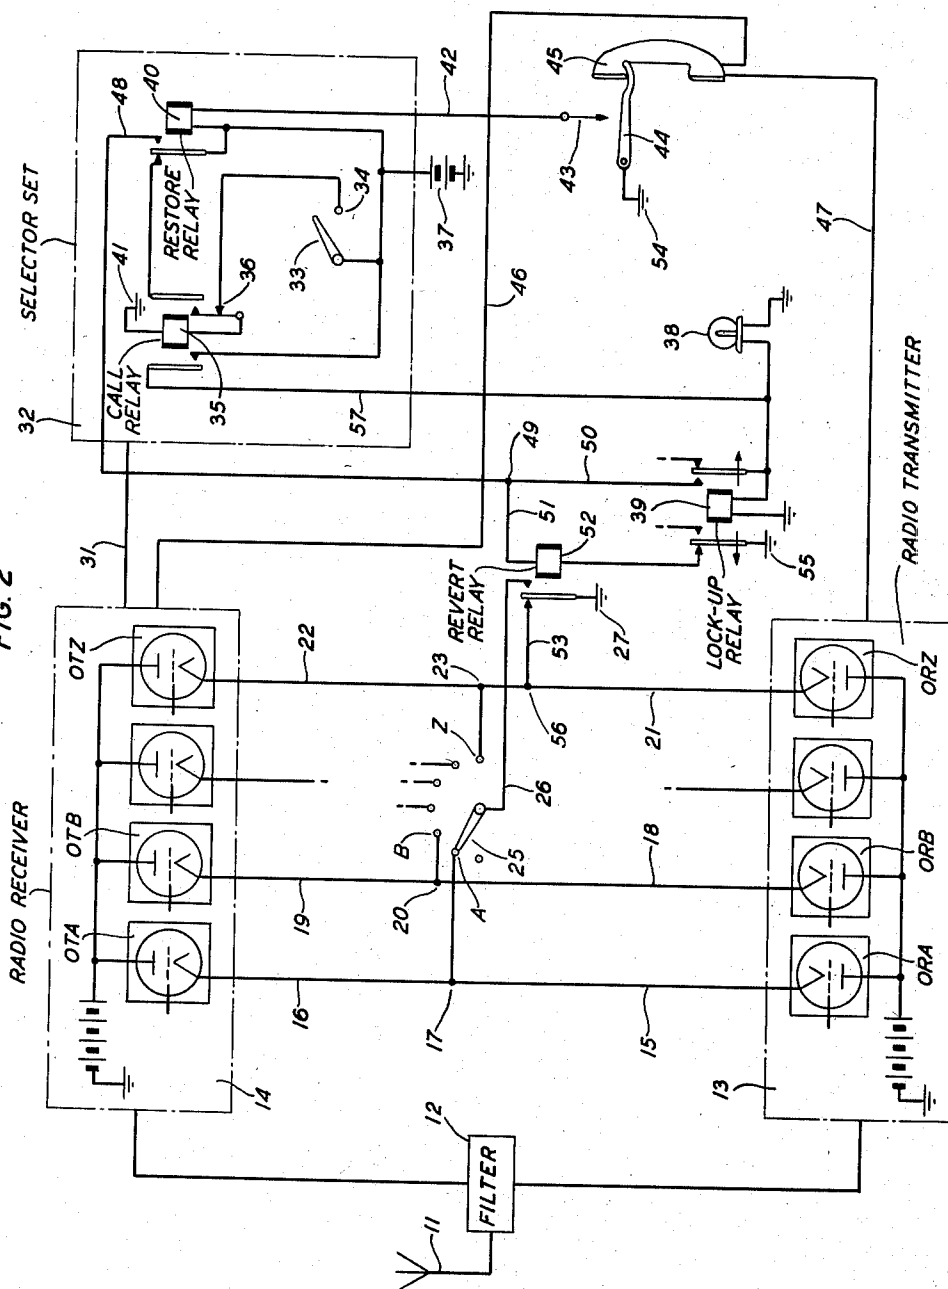 FIG. 2
RADIO RECEIVER
OTA
OTB
OTZ
14
16
19
22
31
SELECTOR SET
32
CALL
RELAY
41
35
36
57
RESTORE
RELAY
48
40
33
34
37
42
46
43
44
45
54
47
38
49
50
51
52
39
REVERT
RELAY
LOCK-UP
RELAY
55
53
27
23
56
Z
B
A
25
26
20
17
15
18
21
11
12
FILTER
13
ORA
ORB
ORZ
RADIO TRANSMITTER